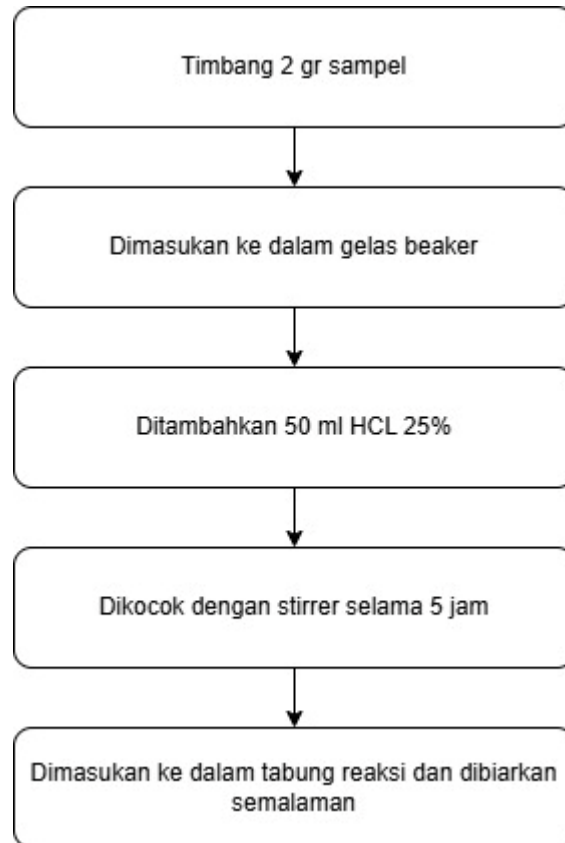 Timbang 2 gr sampel
Dimasukan ke dalam gelas beaker
Ditambahkan 50 ml HCL 25%
Dikocok dengan stirrer selama 5 jam
Dimasukan ke dalam tabung reaksi dan dibiarkan
semalaman